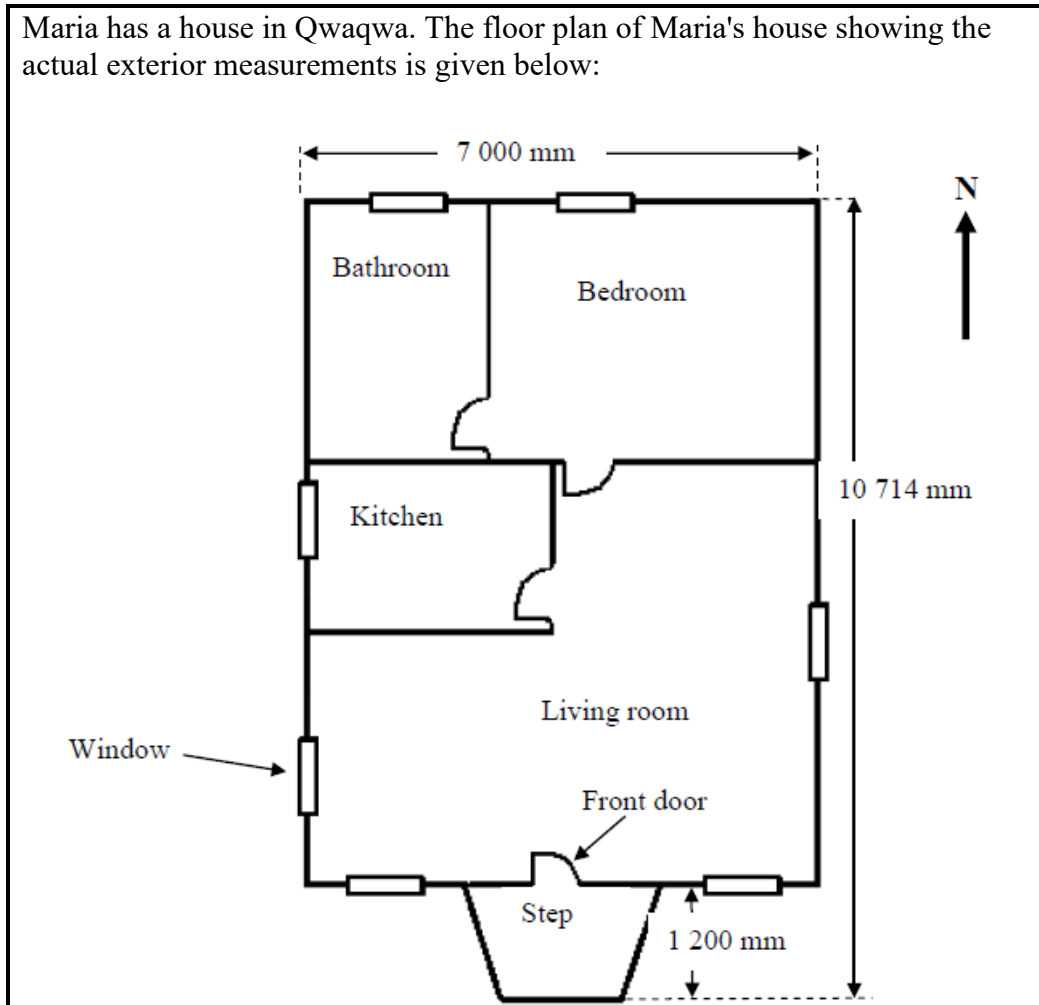 Maria has a house in Qwaqwa. The floor plan of Maria's house showing the
actual exterior measurements is given below:
7 000 mm
N
Bathroom
Bedroom
10 714 mm
Kitchen
Living room
Window
Front door
Step
1 200 mm